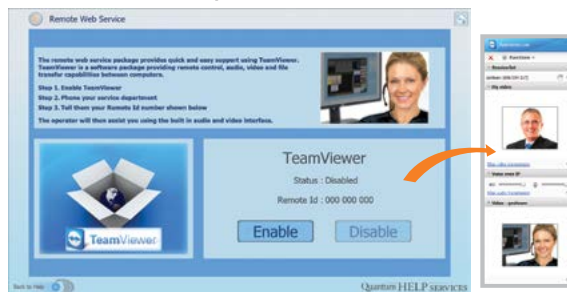 Remote Web Service
The remote web service package provides quick and easy support using TeamViewer.
TeamViewer is a software package providing remote control, audio, video and file
transfer capabilities between computers.
Step 1. Enable TeamViewer
Step 2. Phone your service department
Step 3. Tell them your Remote Id number shown below
The operator will then assist you using the built in audio and video interface.
TeamViewer
TeamViewer
Status : Disabled
Remote Id : 000 000 000
Enable
Disable
Back to Help
Quantum HELP SERVICES
Functions
My video
Voice over IP